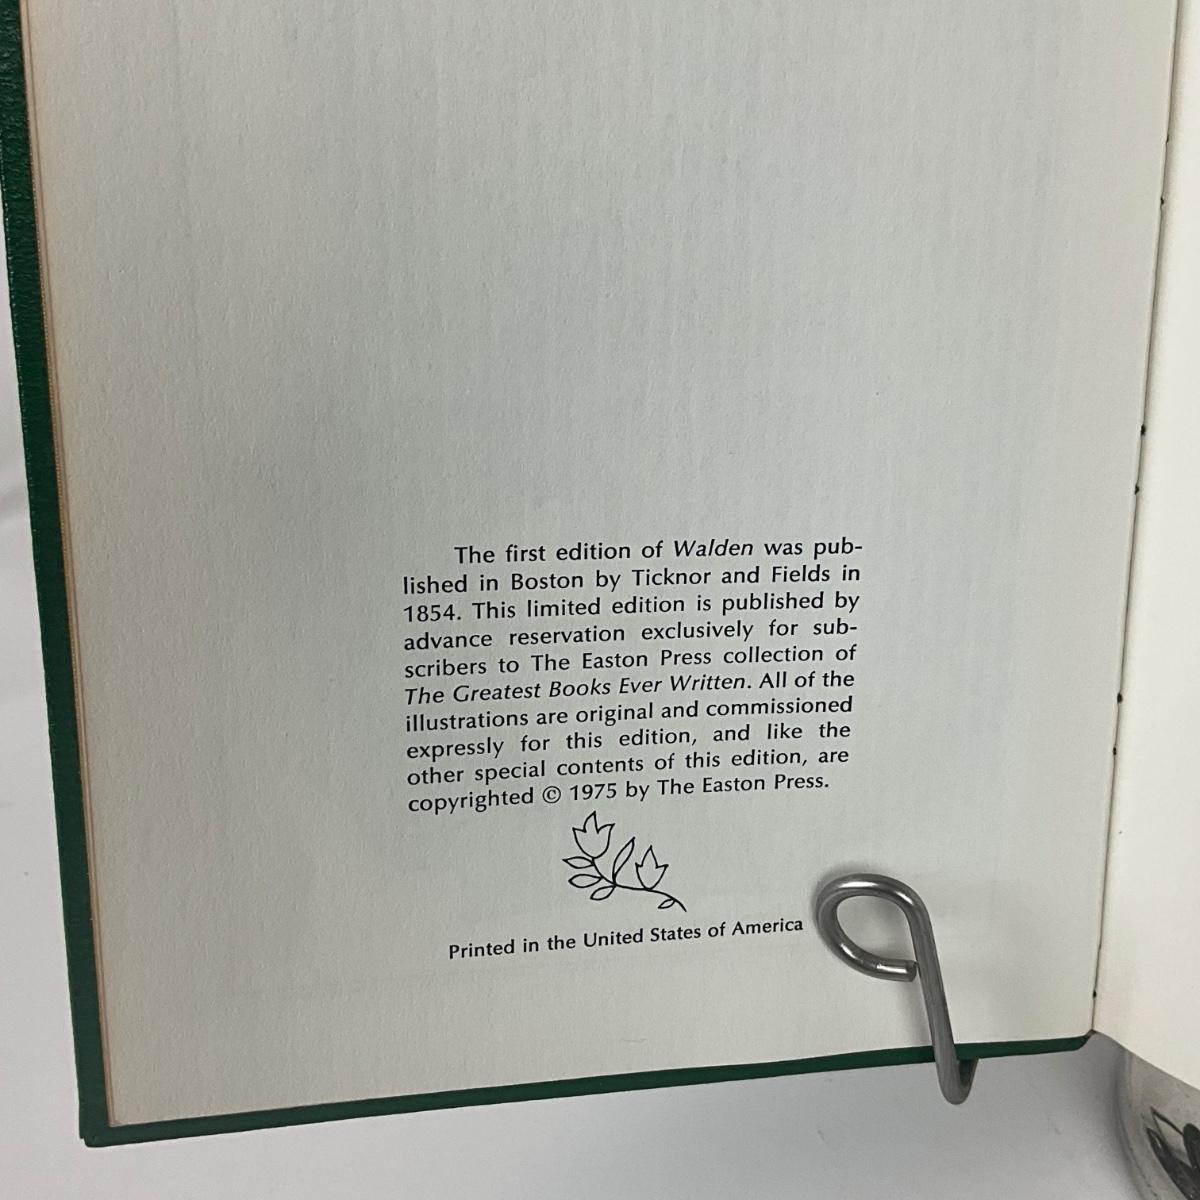 The first edition of Walden was pub-
lished in Boston by Ticknor and Fields in
1854. This limited edition is published by
advance reservation exclusively for sub-
scribers to The Easton Press collection of
The Greatest Books Ever Written. All of the
illustrations are original and commissioned
expressly for this edition, and like the
other special contents of this edition, are
copyrighted © 1975 by The Easton Press.
Printed in the United States of America